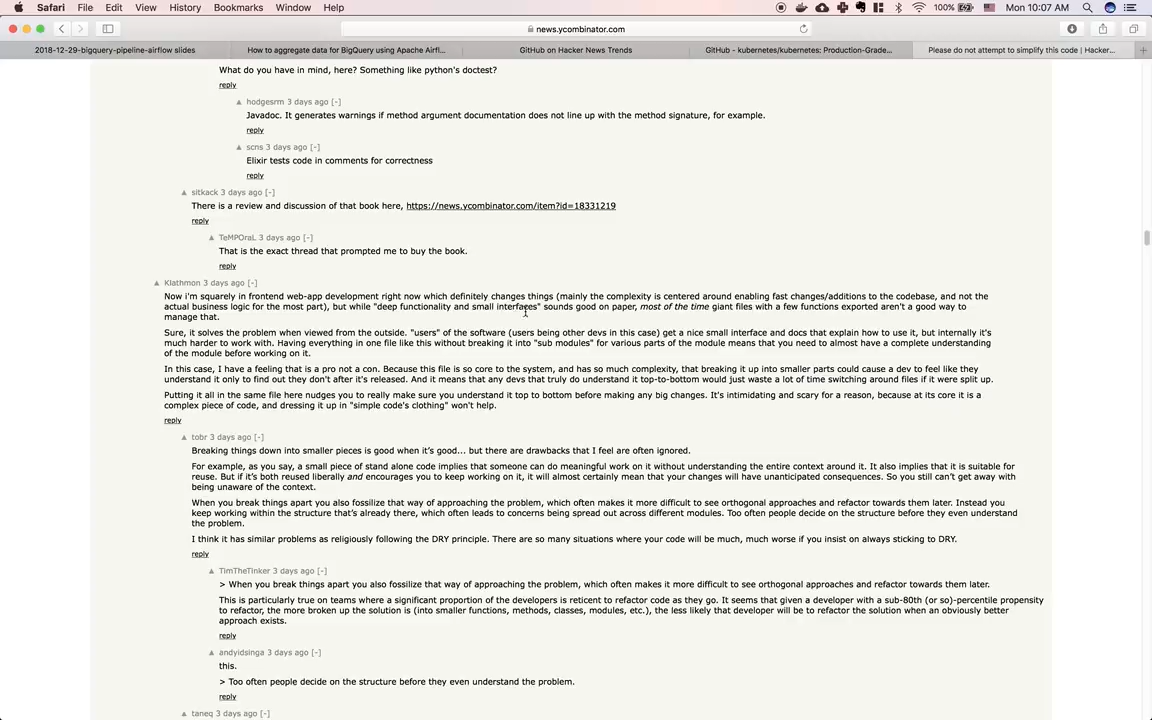 Safari File Edit View History Bookmarks Window Help 100% Mon 10:07 AM
news.ycombinator.com
2018-12-29-bigquery-pipeline-airflow slides
How to aggregate data for BigQuery using Apache Airfl...
GitHub on Hacker News Trends
GitHub - kubernetes/kubernetes: Production-Grade...
Please do not attempt to simplify this code | Hacker...
What do you have in mind, here? Something like python's doctest?
reply
hodgesrm 3 days ago [-]
Javadoc. It generates warnings if method argument documentation does not line up with the method signature, for example.
reply
scns 3 days ago [-]
Elixir tests code in comments for correctness
reply
sitkack 3 days ago [-]
There is a review and discussion of that book here, https://news.ycombinator.com/item?id=18331219
reply
TeMPOraL 3 days ago [-]
That is the exact thread that prompted me to buy the book.
reply
Klathmon 3 days ago [-]
Now i'm squarely in frontend web-app development right now which definitely changes things (mainly the complexity is centered around enabling fast changes/additions to the codebase, and not the
actual business logic for the most part), but while "deep functionality and small interfaces" sounds good on paper, most of the time giant files with a few functions exported aren't a good way to
manage that.
Sure, it solves the problem when viewed from the outside. "users" of the software (users being other devs in this case) get a nice small interface and docs that explain how to use it, but internally it's
much harder to work with. Having everything in one file like this without breaking it into "sub modules" for various parts of the module means that you need to almost have a complete understanding
of the module before working on it.
In this case, I have a feeling that is a pro not a con. Because this file is so core to the system, and has so much complexity, that breaking it up into smaller parts could cause a dev to feel like they
understand it only to find out they don't after it's released. And it means that any devs that truly do understand it top-to-bottom would just waste a lot of time switching around files if it were split up.
Putting it all in the same file here nudges you to really make sure you understand it top to bottom before making any big changes. It's intimidating and scary for a reason, because at its core it is a
complex piece of code, and dressing it up in "simple code's clothing" won't help.
reply
tobr 3 days ago [-]
Breaking things down into smaller pieces is good when it's good... but there are drawbacks that I feel are often ignored.
For example, as you say, a small piece of stand alone code implies that someone can do meaningful work on it without understanding the entire context around it. It also implies that it is suitable for
reuse. But if it's both reused liberally and encourages you to keep working on it, it will almost certainly mean that your changes will have unanticipated consequences. So you still can't get away with
being unaware of the context.
When you break things apart you also fossilize that way of approaching the problem, which often makes it more difficult to see orthogonal approaches and refactor towards them later. Instead you
keep working within the structure that's already there, which often leads to concerns being spread out across different modules. Too often people decide on the structure before they even understand
the problem.
I think it has similar problems as religiously following the DRY principle. There are so many situations where your code will be much, much worse if you insist on always sticking to DRY.
reply
TimTheTinker 3 days ago [-]
> When you break things apart you also fossilize that way of approaching the problem, which often makes it more difficult to see orthogonal approaches and refactor towards them later.
This is particularly true on teams where a significant proportion of the developers is reticent to refactor code as they go. It seems that given a developer with a sub-80th (or so)-percentile propensity
to refactor, the more broken up the solution is (into smaller functions, methods, classes, modules, etc.), the less likely that developer will be to refactor the solution when an obviously better
approach exists.
reply
andyidsinga 3 days ago [-]
this.
> Too often people decide on the structure before they even understand the problem.
reply
taneq 3 days ago [-]